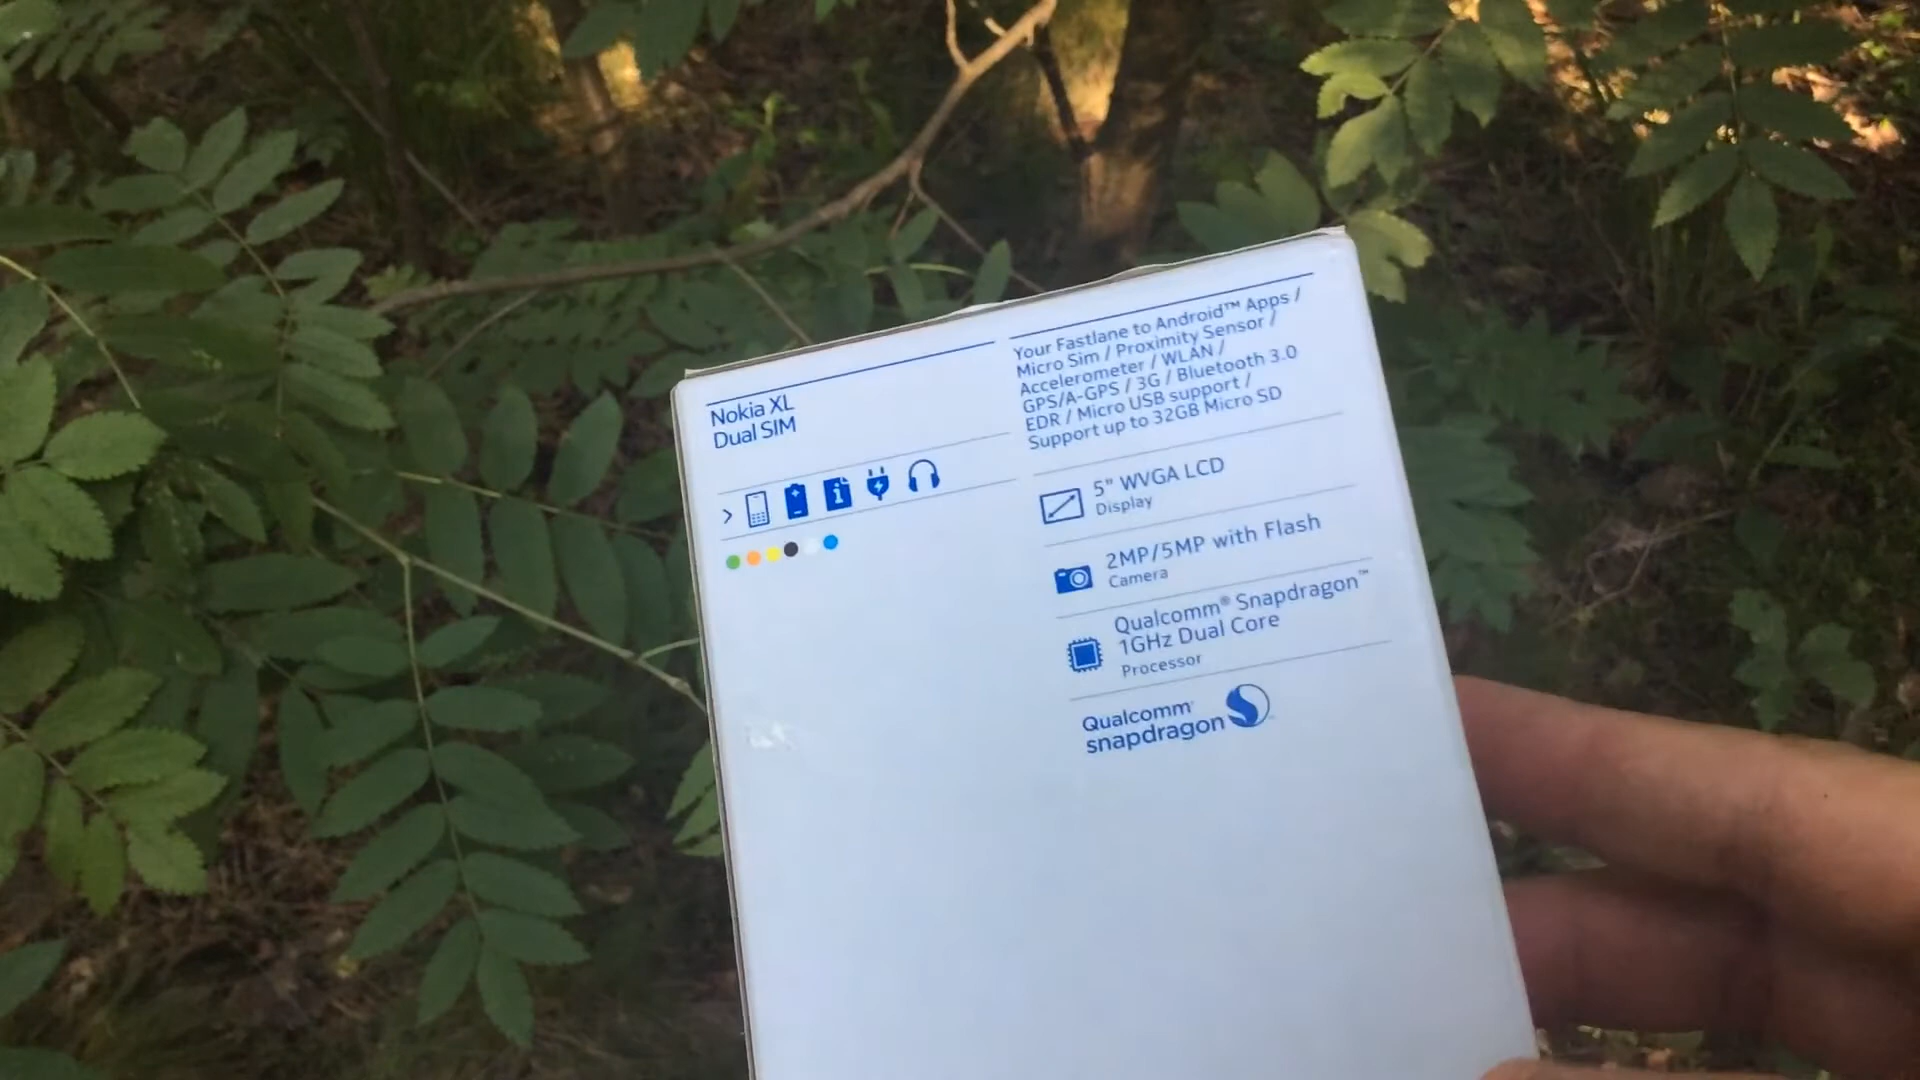 Nokia XL
Dual SIM
Your Fastlane to Android™ Apps /
Micro Sim / Proximity Sensor /
Accelerometer / WLAN /
GPS/A-GPS / 3G / Bluetooth 3.0
EDR / Micro USB support /
Support up to 32GB Micro SD
5" WVGA LCD
Display
2MP/5MP with Flash
Camera
Qualcomm® Snapdragon™
1GHz Dual Core
Processor
Qualcomm
snapdragon